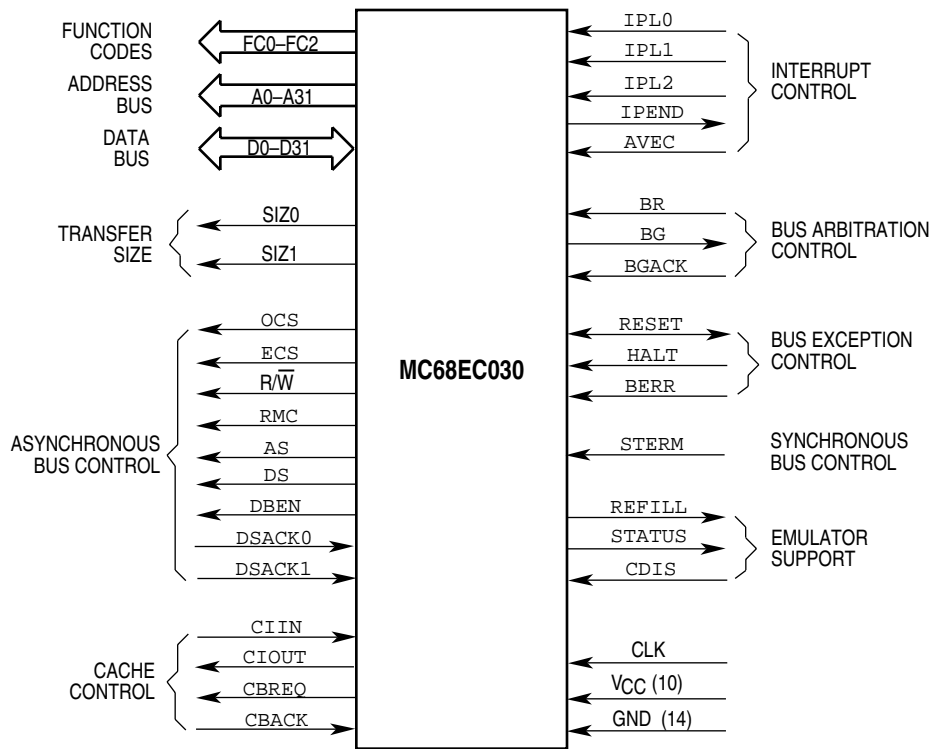 FUNCTION
CODES
FC0–FC2
ADDRESS
BUS
A0–A31
DATA
BUS
D0–D31
TRANSFER
SIZE
SIZ0
SIZ1
ASYNCHRONOUS
BUS CONTROL
OCS
ECS
R/W̅
RMC
AS
DS
DBEN
DSACK0
DSACK1
CACHE
CONTROL
CIIN
CIOUT
CBREQ
CBACK
MC68EC030
IPL0
IPL1
IPL2
IPEND
AVEC
INTERRUPT
CONTROL
BR
BG
BGACK
BUS ARBITRATION
CONTROL
RESET
HALT
BERR
BUS EXCEPTION
CONTROL
STERM
SYNCHRONOUS
BUS CONTROL
REFILL
STATUS
CDIS
EMULATOR
SUPPORT
CLK
VCC (10)
GND (14)